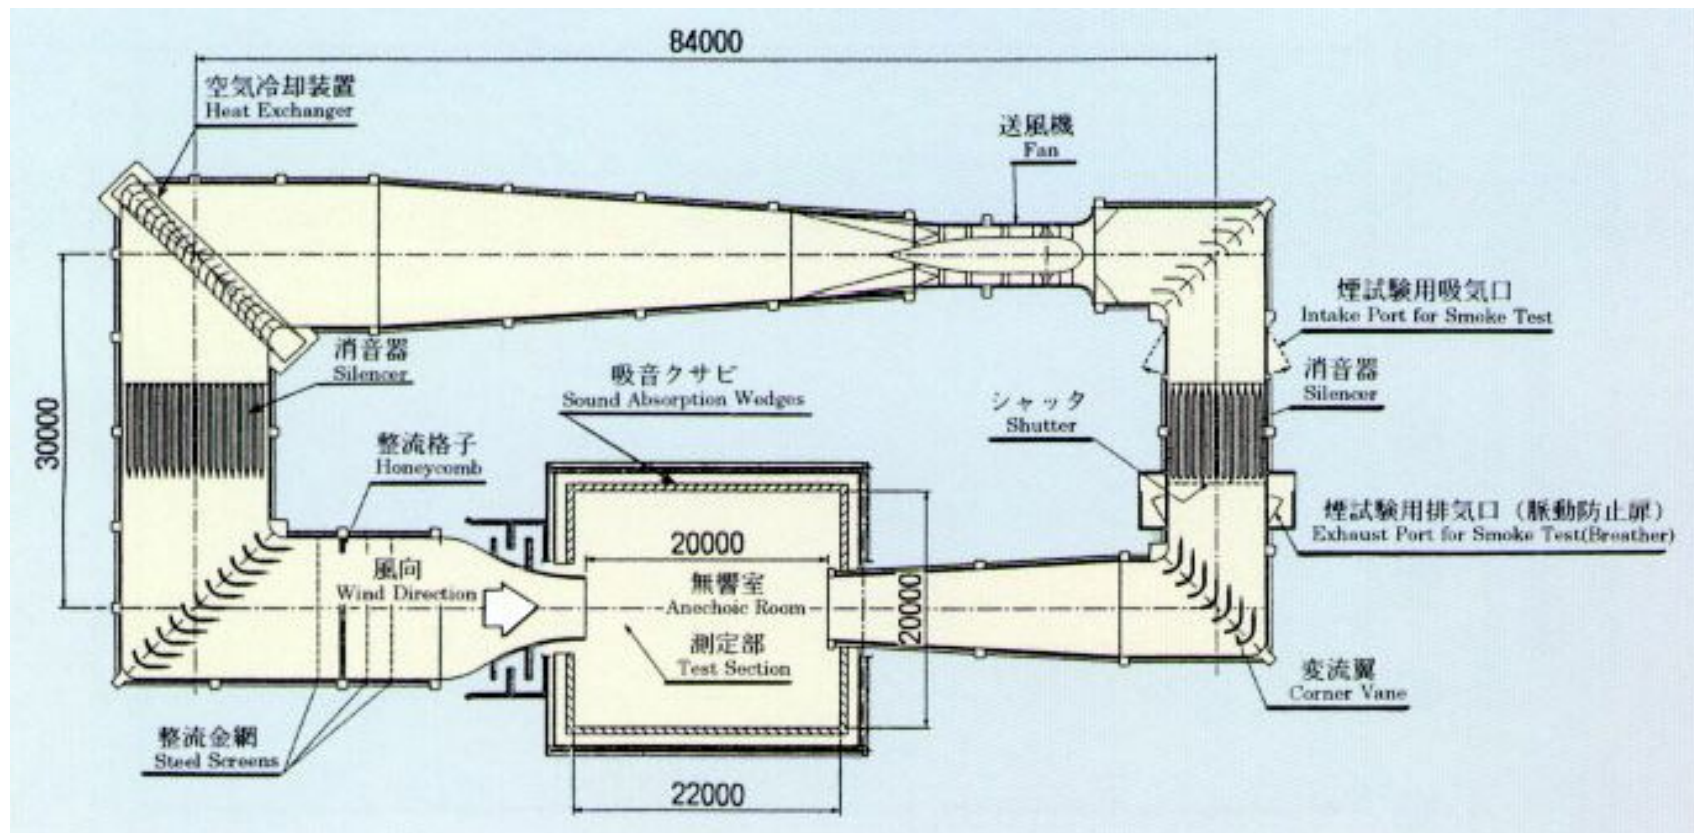 84000
空気冷却装置
Heat Exchanger
送風機
Fan
煙試験用吸気口
Intake Port for Smoke Test
消音器
Silencer
吸音クサビ
Sound Absorption Wedges
シャッタ
Shutter
消音器
Silencer
30000
整流格子
Honeycomb
煙試験用排気口（脈動防止扉）
Exhaust Port for Smoke Test(Breather)
20000
風向
Wind Direction
無響室
Anechoic Room
20000
測定部
Test Section
変流翼
Corner Vane
整流金網
Steel Screens
22000